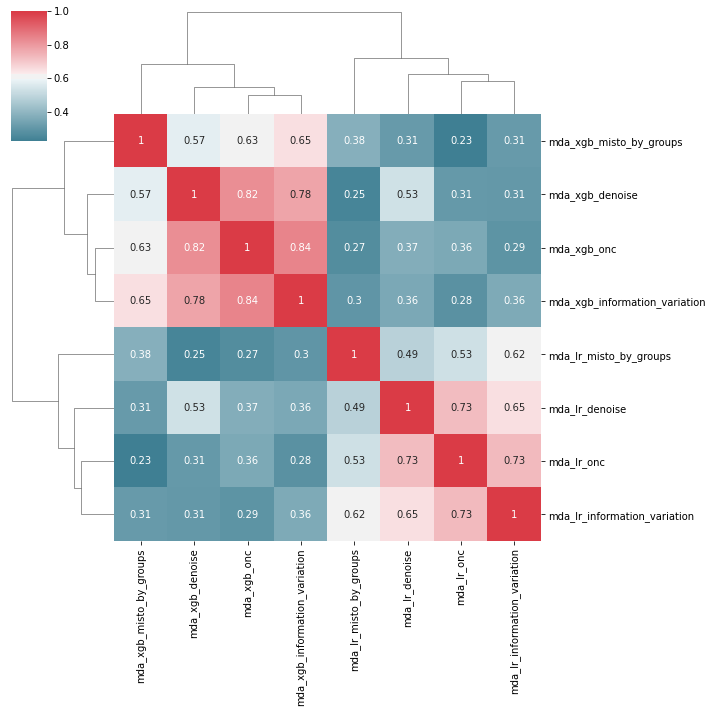 1.0
0.8
0.6
0.4
1 0.57 0.63 0.65 0.38 0.31 0.23 0.31 mda_xgb_misto_by_groups
0.57 1 0.82 0.78 0.25 0.53 0.31 0.31 mda_xgb_denoise
0.63 0.82 1 0.84 0.27 0.37 0.36 0.29 mda_xgb_onc
0.65 0.78 0.84 1 0.3 0.36 0.28 0.36 mda_xgb_information_variation
0.38 0.25 0.27 0.3 1 0.49 0.53 0.62 mda_lr_misto_by_groups
0.31 0.53 0.37 0.36 0.49 1 0.73 0.65 mda_lr_denoise
0.23 0.31 0.36 0.28 0.53 0.73 1 0.73 mda_lr_onc
0.31 0.31 0.29 0.36 0.62 0.65 0.73 1 mda_lr_information_variation
mda_xgb_misto_by_groups
mda_xgb_denoise
mda_xgb_onc
mda_xgb_information_variation
mda_lr_misto_by_groups
mda_lr_denoise
mda_lr_onc
mda_lr_information_variation